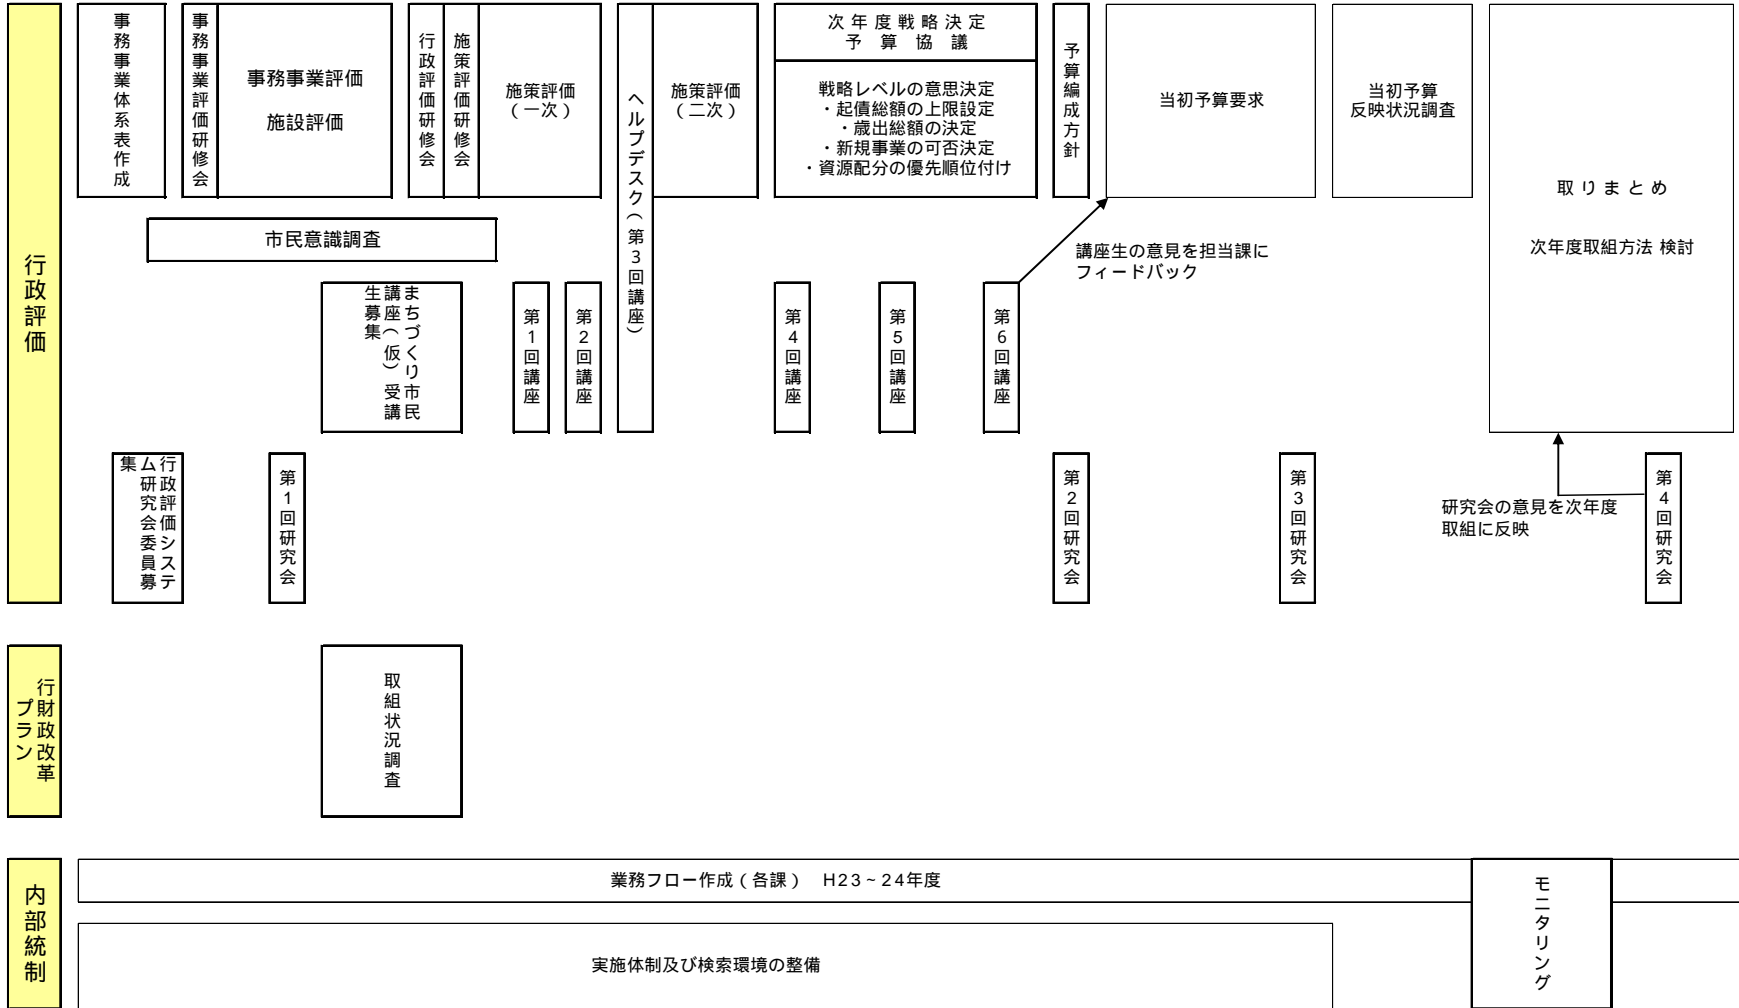 行政評価
事務事業体系表作成
事務事業評価研修会
事務事業評価
施設評価
行政評価研修会
施策評価研修会
施策評価
（一次）
ヘルプデスク（第３回講座）
施策評価
（二次）
次年度戦略決定
予算協議
戦略レベルの意思決定
・起債総額の上限設定
・歳出総額の決定
・新規事業の可否決定
・資源配分の優先順位付け
予算編成方針
当初予算要求
当初予算
反映状況調査
取りまとめ
次年度取組方法 検討
市民意識調査
講座生の意見を担当課に
フィードバック
まちづくり市民
講座（仮）受講
生募集
第１回講座
第２回講座
第４回講座
第５回講座
第６回講座
行政評価システ
ム研究会委員募
集
第１回研究会
第２回研究会
第３回研究会
研究会の意見を次年度
取組に反映
第４回研究会
行財政改革
プラン
取組状況調査
内部統制
業務フロー作成（各課）　H23～24年度
モニタリング
実施体制及び検索環境の整備